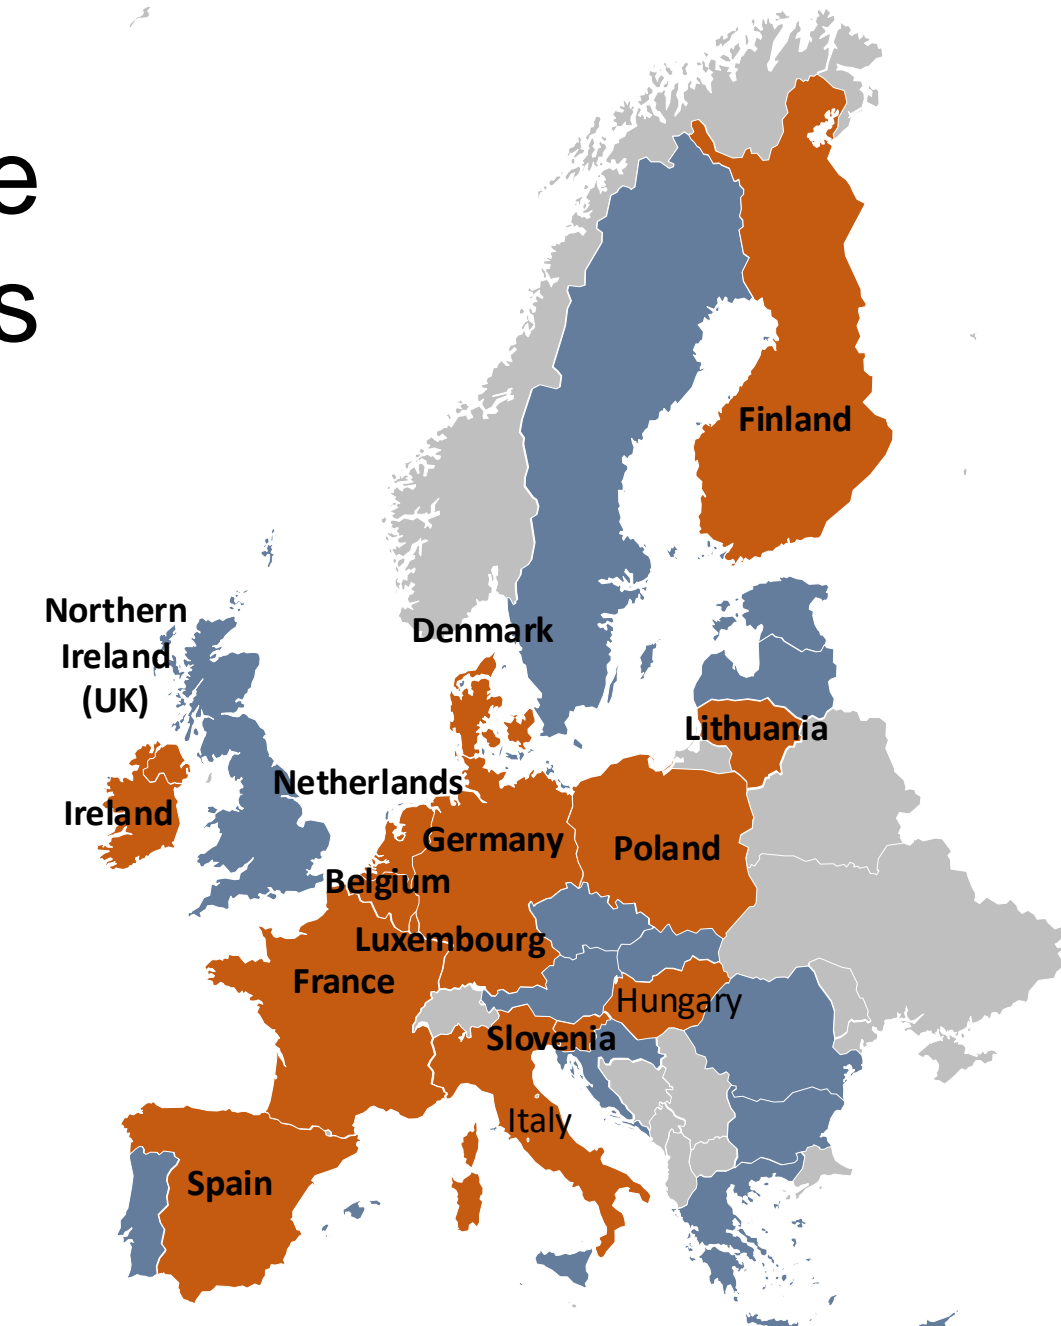 e
s
Finland
Northern
Ireland
(UK)
Denmark
Lithuania
Netherlands
Ireland
Germany
Poland
Belgium
Luxembourg
France
Hungary
Slovenia
Italy
Spain